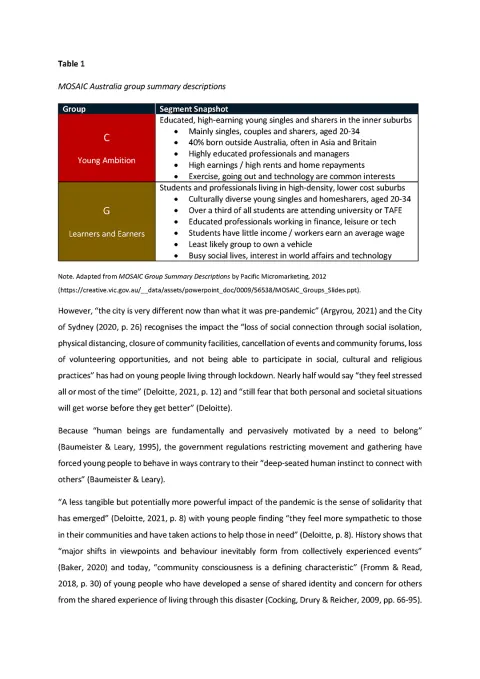 Table 1
MOSAIC Australia group summary descriptions
Group Segment Snapshot
C
Young Ambition
Educated, high-earning young singles and sharers in the inner suburbs
• Mainly singles, couples and sharers, aged 20-34
• 40% born outside Australia, often in Asia and Britain
• Highly educated professionals and managers
• High earnings / high rents and home repayments
• Exercise, going out and technology are common interests
G
Learners and Earners
Students and professionals living in high-density, lower cost suburbs
• Culturally diverse young singles and homesharers, aged 20-34
• Over a third of all students are attending university or TAFE
• Educated professionals working in finance, leisure or tech
• Students have little income / workers earn an average wage
• Least likely group to own a vehicle
• Busy social lives, interest in world affairs and technology
Note. Adapted from MOSAIC Group Summary Descriptions by Pacific Micromarketing, 2012
(https://creative.vic.gov.au/__data/assets/powerpoint_doc/0009/56538/MOSAIC_Groups_Slides.ppt).
However, “the city is very different now than what it was pre-pandemic” (Argyrou, 2021) and the City
of Sydney (2020, p. 26) recognises the impact the “loss of social connection through social isolation,
physical distancing, closure of community facilities, cancellation of events and community forums, loss
of volunteering opportunities, and not being able to participate in social, cultural and religious
practices” has had on young people living through lockdown. Nearly half would say “they feel stressed
all or most of the time” (Deloitte, 2021, p. 12) and “still fear that both personal and societal situations
will get worse before they get better” (Deloitte).
Because “human beings are fundamentally and pervasively motivated by a need to belong”
(Baumeister & Leary, 1995), the government regulations restricting movement and gathering have
forced young people to behave in ways contrary to their “deep-seated human instinct to connect with
others” (Baumeister & Leary).
“A less tangible but potentially more powerful impact of the pandemic is the sense of solidarity that
has emerged” (Deloitte, 2021, p. 8) with young people finding “they feel more sympathetic to those
in their communities and have taken actions to help those in need” (Deloitte, p. 8). History shows that
“major shifts in viewpoints and behaviour inevitably form from collectively experienced events”
(Baker, 2020) and today, “community consciousness is a defining characteristic” (Fromm & Read,
2018, p. 30) of young people who have developed a sense of shared identity and concern for others
from the shared experience of living through this disaster (Cocking, Drury & Reicher, 2009, pp. 66-95).